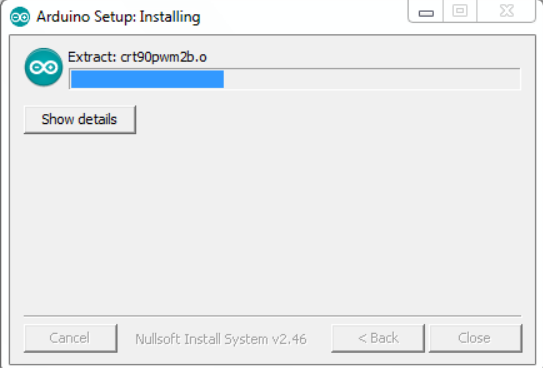 Arduino Setup: Installing
Extract: crt90pwm2b.o
Show details
Cancel
Nullsoft Install System v2.46
< Back
Close